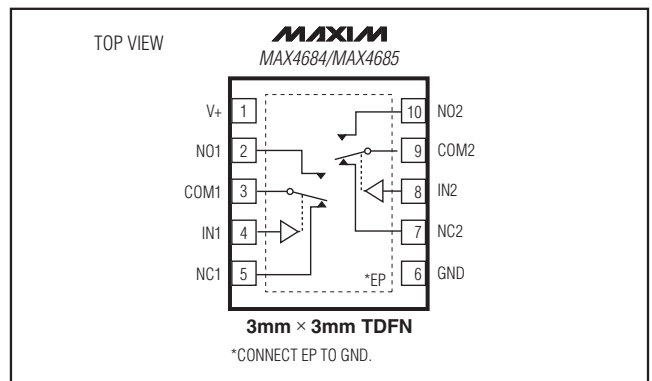 TOP VIEW
MAXIM
MAX4684/MAX4685
V+ 1
10 NO2
NO1 2
9 COM2
COM1 3
8 IN2
IN1 4
7 NC2
NC1 5
*EP
6 GND
3mm × 3mm TDFN
*CONNECT EP TO GND.